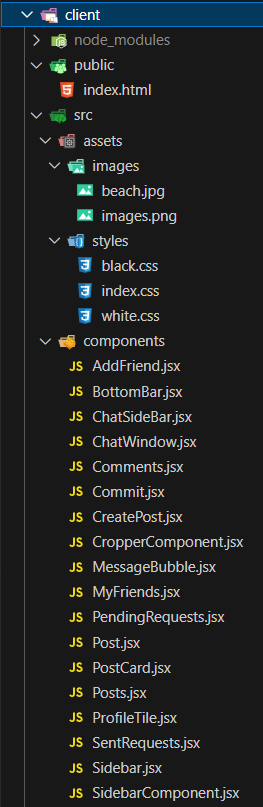 client
node_modules
public
index.html
src
assets
images
beach.jpg
images.png
styles
black.css
index.css
white.css
components
JS AddFriend.jsx
JS BottomBar.jsx
JS ChatSideBar.jsx
JS ChatWindow.jsx
JS Comments.jsx
JS Commit.jsx
JS CreatePost.jsx
JS CropperComponent.jsx
JS MessageBubble.jsx
JS MyFriends.jsx
JS PendingRequests.jsx
JS Post.jsx
JS PostCard.jsx
JS Posts.jsx
JS ProfileTile.jsx
JS SentRequests.jsx
JS Sidebar.jsx
JS SidebarComponent.jsx